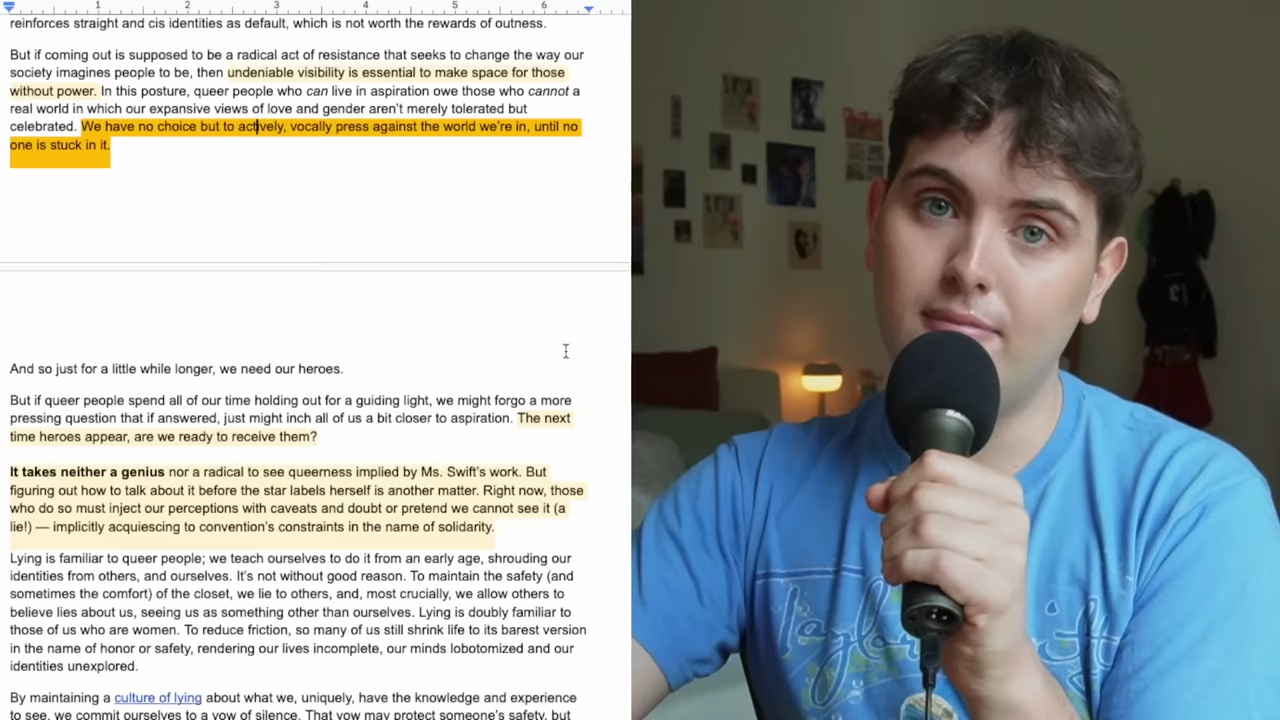 1 2 3 4 5 6
reinforces straight and cis identities as default, which is not worth the rewards of outness.
But if coming out is supposed to be a radical act of resistance that seeks to change the way our
society imagines people to be, then undeniable visibility is essential to make space for those
without power. In this posture, queer people who can live in aspiration owe those who cannot a
real world in which our expansive views of love and gender aren't merely tolerated but
celebrated. We have no choice but to actively, vocally press against the world we're in, until no
one is stuck in it.
And so just for a little while longer, we need our heroes.
But if queer people spend all of our time holding out for a guiding light, we might forgo a more
pressing question that if answered, just might inch all of us a bit closer to aspiration. The next
time heroes appear, are we ready to receive them?
It takes neither a genius nor a radical to see queerness implied by Ms. Swift's work. But
figuring out how to talk about it before the star labels herself is another matter. Right now, those
who do so must inject our perceptions with caveats and doubt or pretend we cannot see it (a
lie!) — implicitly acquiescing to convention's constraints in the name of solidarity.
Lying is familiar to queer people; we teach ourselves to do it from an early age, shrouding our
identities from others, and ourselves. It's not without good reason. To maintain the safety (and
sometimes the comfort) of the closet, we lie to others, and, most crucially, we allow others to
believe lies about us, seeing us as something other than ourselves. Lying is doubly familiar to
those of us who are women. To reduce friction, so many of us still shrink life to its barest version
in the name of honor or safety, rendering our lives incomplete, our minds lobotomized and our
identities unexplored.
By maintaining a culture of lying about what we, uniquely, have the knowledge and experience
to see, we commit ourselves to a vow of silence. That vow may protect someone's safety, but
Taylor Swift